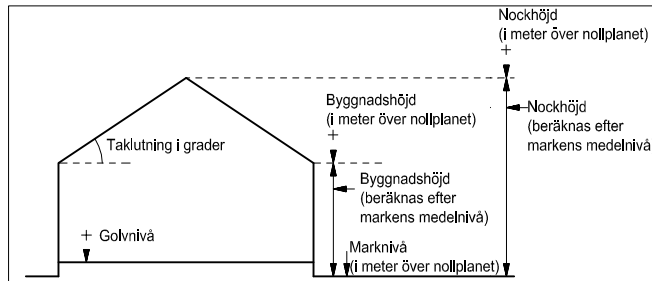 Nockhöjd
(i meter över nollplanet)
+
Byggnadshöjd
(i meter över nollplanet)
+
Nockhöjd
(beräknas efter
markens medelnivå)
Taklutning i grader
Byggnadshöjd
(beräknas efter
markens medelnivå)
+ Golvnivå
Marknivå
(i meter över nollplanet)